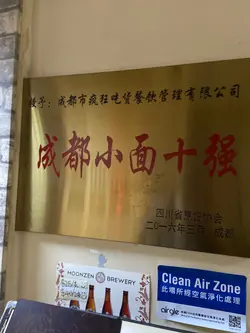 授予：成都市疯狂吃货餐饮管理有限公司
成都小面十强
四川省烹饪协会
二〇一六年三月 成都
MOONZEN BREWERY
Clean Air Zone
此場所經空氣淨化處理
airgle